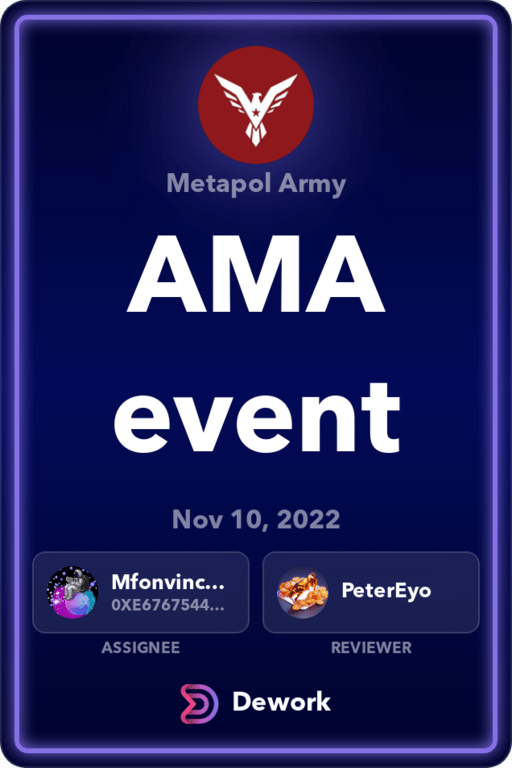 Metapol Army
AMA
event
Nov 10, 2022
Mfonvinc...
0XE6767544...
ASSIGNEE
PeterEyo
REVIEWER
Dework